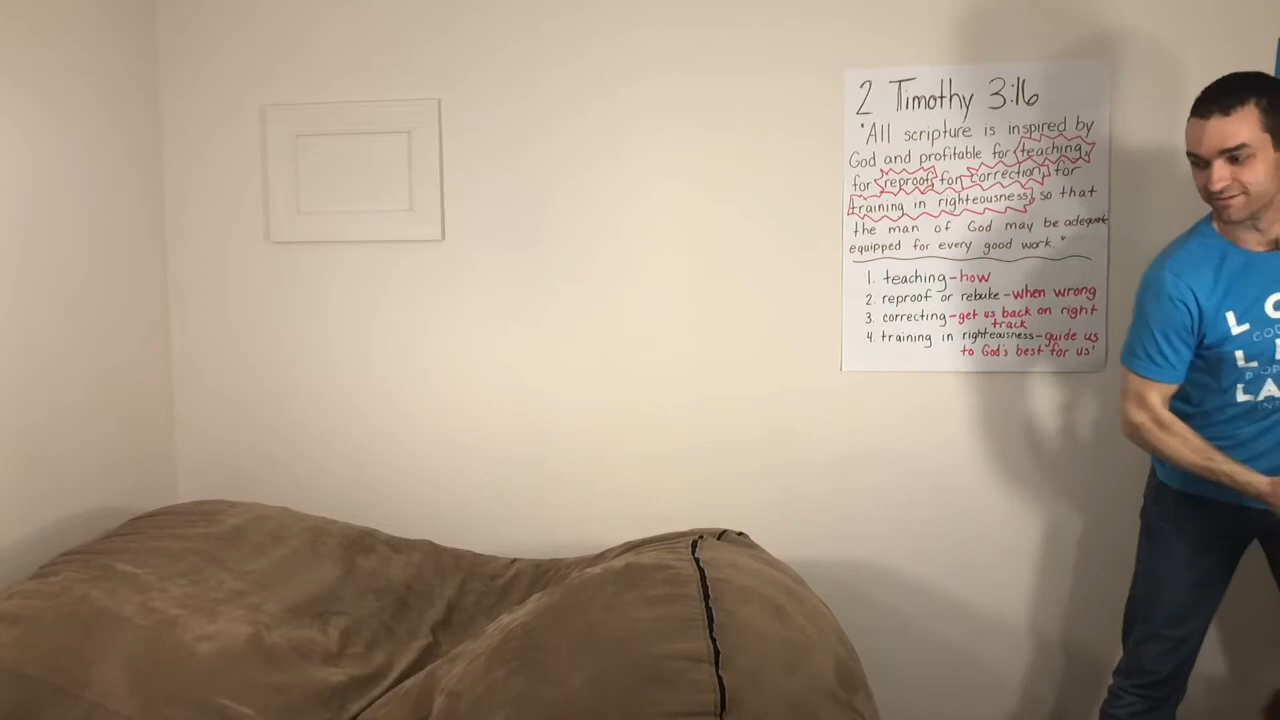 2 Timothy 3:16
"All scripture is inspired by
God and profitable for teaching,
for reproof, for correction, for
training in righteousness, so that
the man of God may be adequate
equipped for every good work."
1. teaching-how
2. reproof or rebuke-when wrong
3. correcting-get us back on right
track
4. training in righteousness-guide us
to God's best for us!
L
L
LA